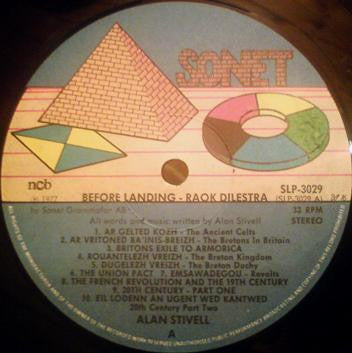 SONET
ncb
℗ 1977
by Sonet Grammofon AB
BEFORE LANDING - RAOK DILESTRA
SLP-3029
(SLP-3029 A)
33 RPM
STEREO
All words and music written by Alan Stivell
1. AR GELTED KOZH - The Ancient Celts
2. AR VRITONED BA'INIS-BREIZH - The Bretons In Britain
3. BRITONS EXILE TO ARMORICA
4. ROUANTELEZH VREIZH - The Breton Kingdom
5. DUGELEZH VREIZH - The Breton Duchy
6. THE UNION PACT - 7. EMSAWADEGOU - Revolts
8. THE FRENCH REVOLUTION AND THE 19TH CENTURY
9. 20TH CENTURY - PART ONE
10. EIL LODENN AN UGENT WED KANTWED
20th Century Part Two
ALAN STIVELL
A